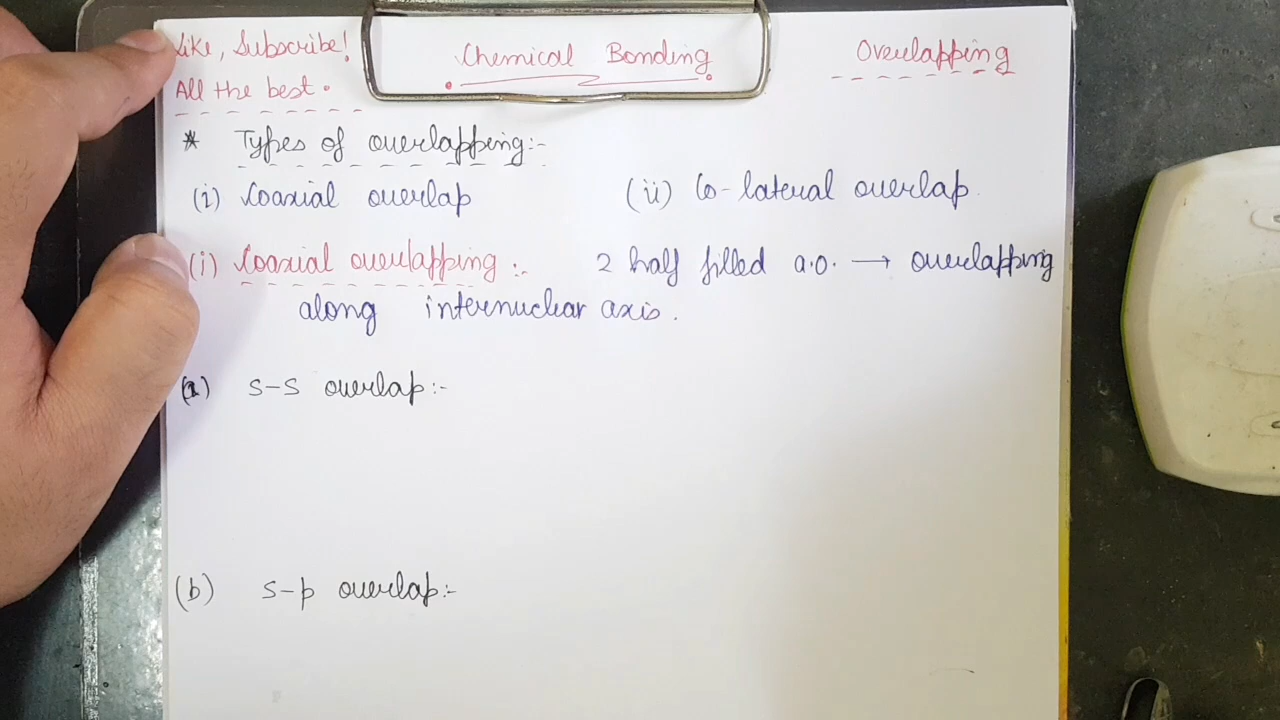 Like, Subscribe!
All the best.
Chemical Bonding
Overlapping
* Types of overlapping:-
(i) Coaxial overlap (ii) Co-lateral overlap
(i) Coaxial overlapping :- 2 half filled a.o. → overlapping
along internuclear axis.
(a) s-s overlap:-
(b) s-p overlap:-